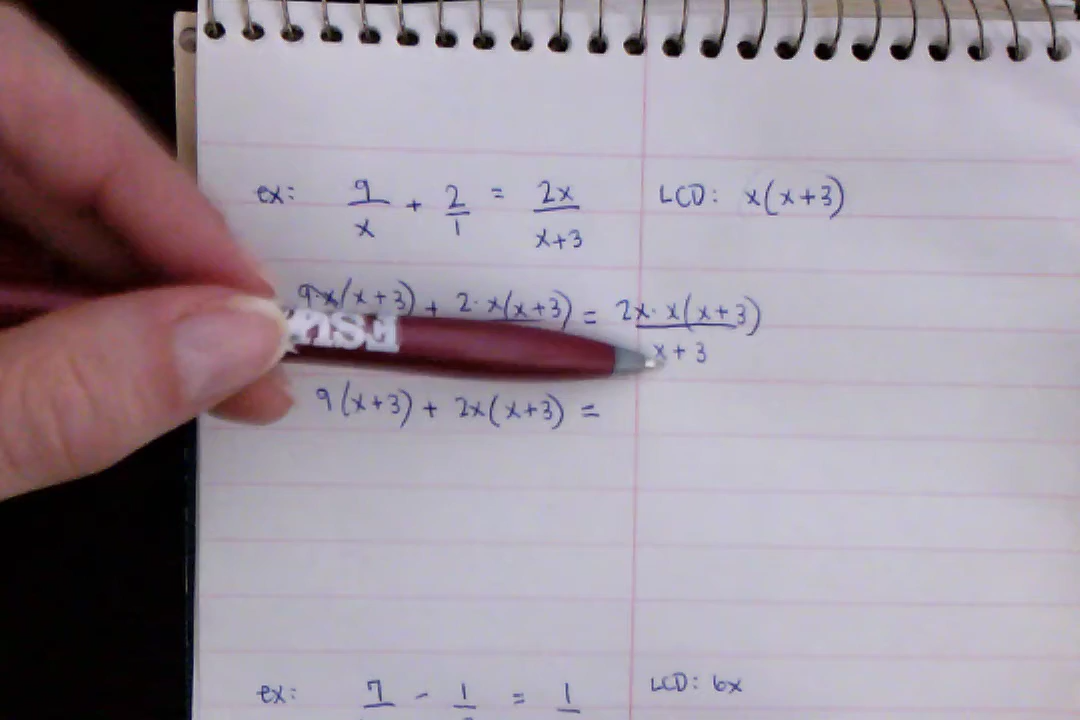 ex: 9/x + 2/1 = 2x/x+3 LCD: x(x+3)
9·x(x+3) + 2·x(x+3) = 2x·x(x+3)/x+3
9(x+3) + 2x(x+3) =
ex: 7 - 1 = 1 LCD: 6x